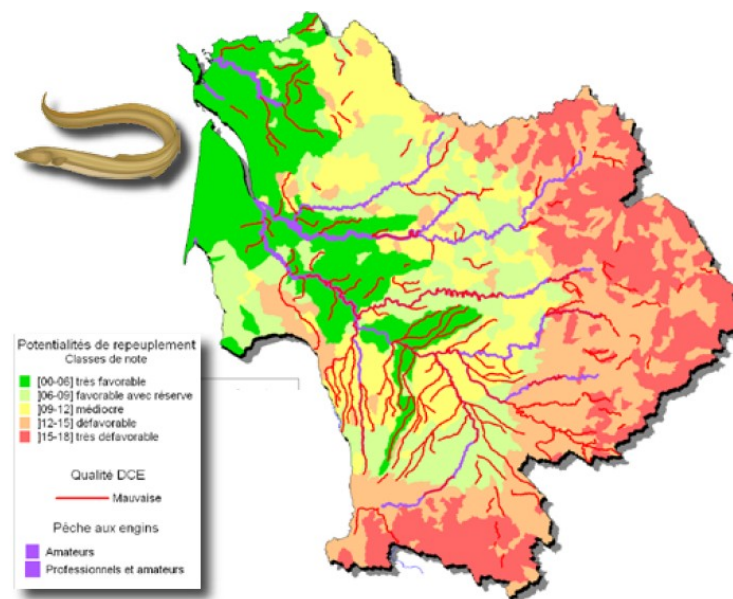 Potentialités de repeuplement
Classes de note
]00-06] très favorable
]06-09] favorable avec réserve
]09-12] médiocre
]12-15] défavorable
]15-18] très défavorable
Qualité DCE
Mauvaise
Pêche aux engins
Amateurs
Professionnels et amateurs